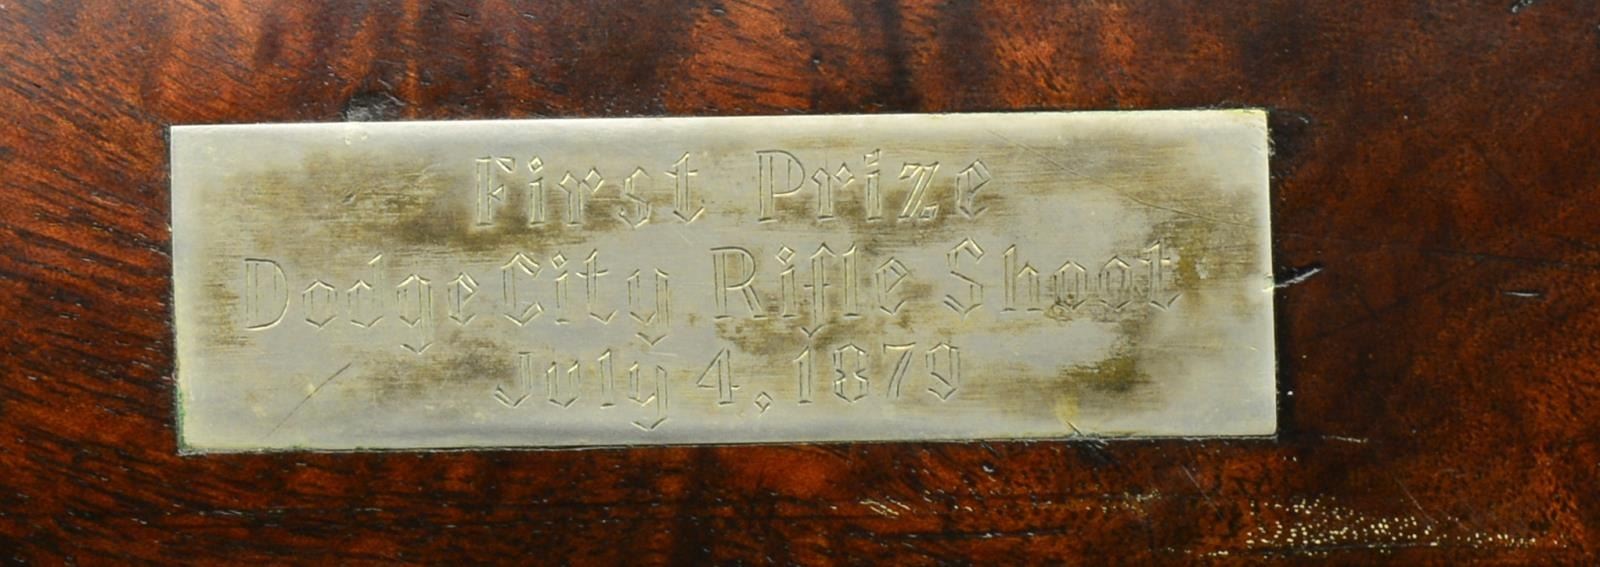 First Prize
Dodge City Rifle Shoot
July 4, 1879